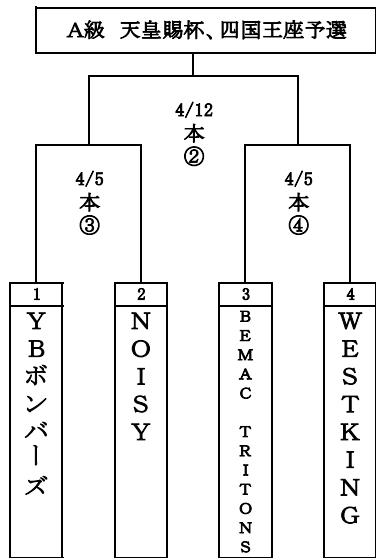 A級 天皇賜杯、四国王座予選
4/12
本
②
4/5
本
③
4/5
本
④
1
2
3
4
YBボンバーズ
NOISY
BEMAC TRITONS
WESTKING